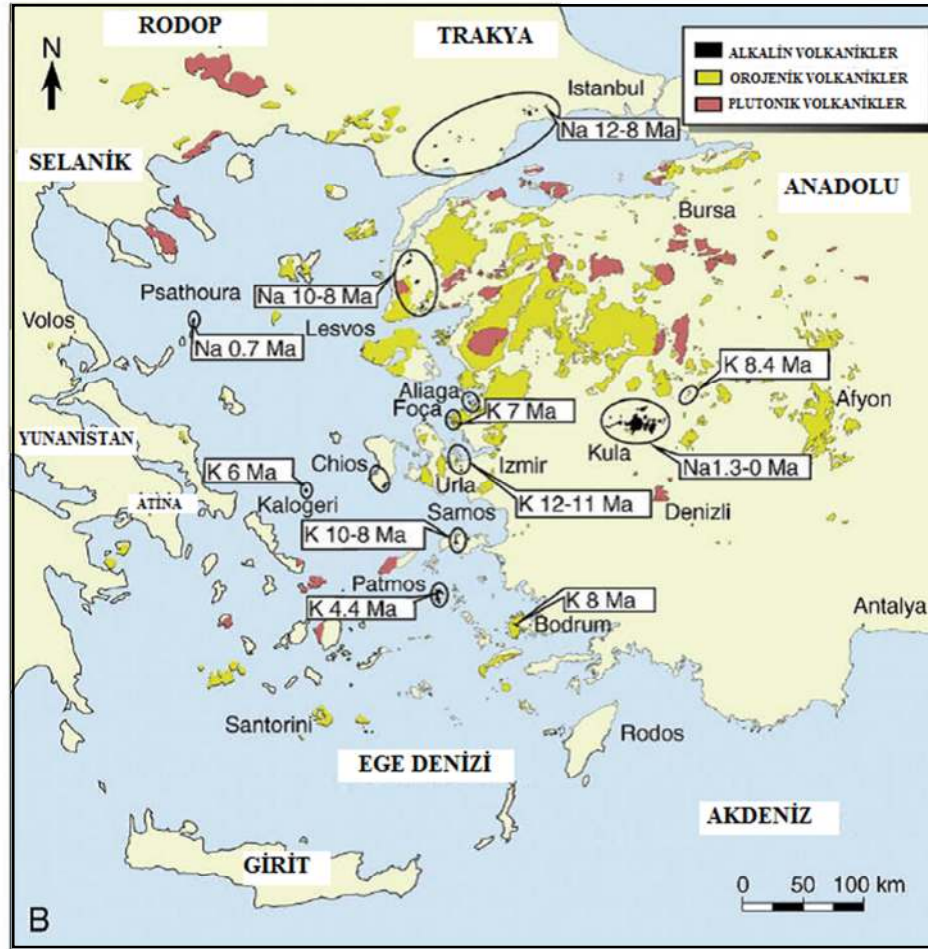 RODOP
TRAKYA
N
ALKALİN VOLKANİKLER
OROJENİK VOLKANİKLER
PLUTONIK VOLKANİKLER
Istanbul
Na 12-8 Ma
SELANİK
ANADOLU
Bursa
Psathoura
Na 10-8 Ma
Volos
Lesvos
Na 0.7 Ma
K 8.4 Ma
Aliaga
Foça
K 7 Ma
Afyon
YUNANİSTAN
Kula
Chios
Izmir
Na1.3-0 Ma
K 6 Ma
Urla
Kalogeri
K 12-11 Ma
ATİNA
Samos
Denizli
K 10-8 Ma
Patmos
K 4.4 Ma
K 8 Ma
Bodrum
Antalya
Santorini
Rodos
EGE DENİZİ
AKDENİZ
GİRİT
0 50 100 km
B